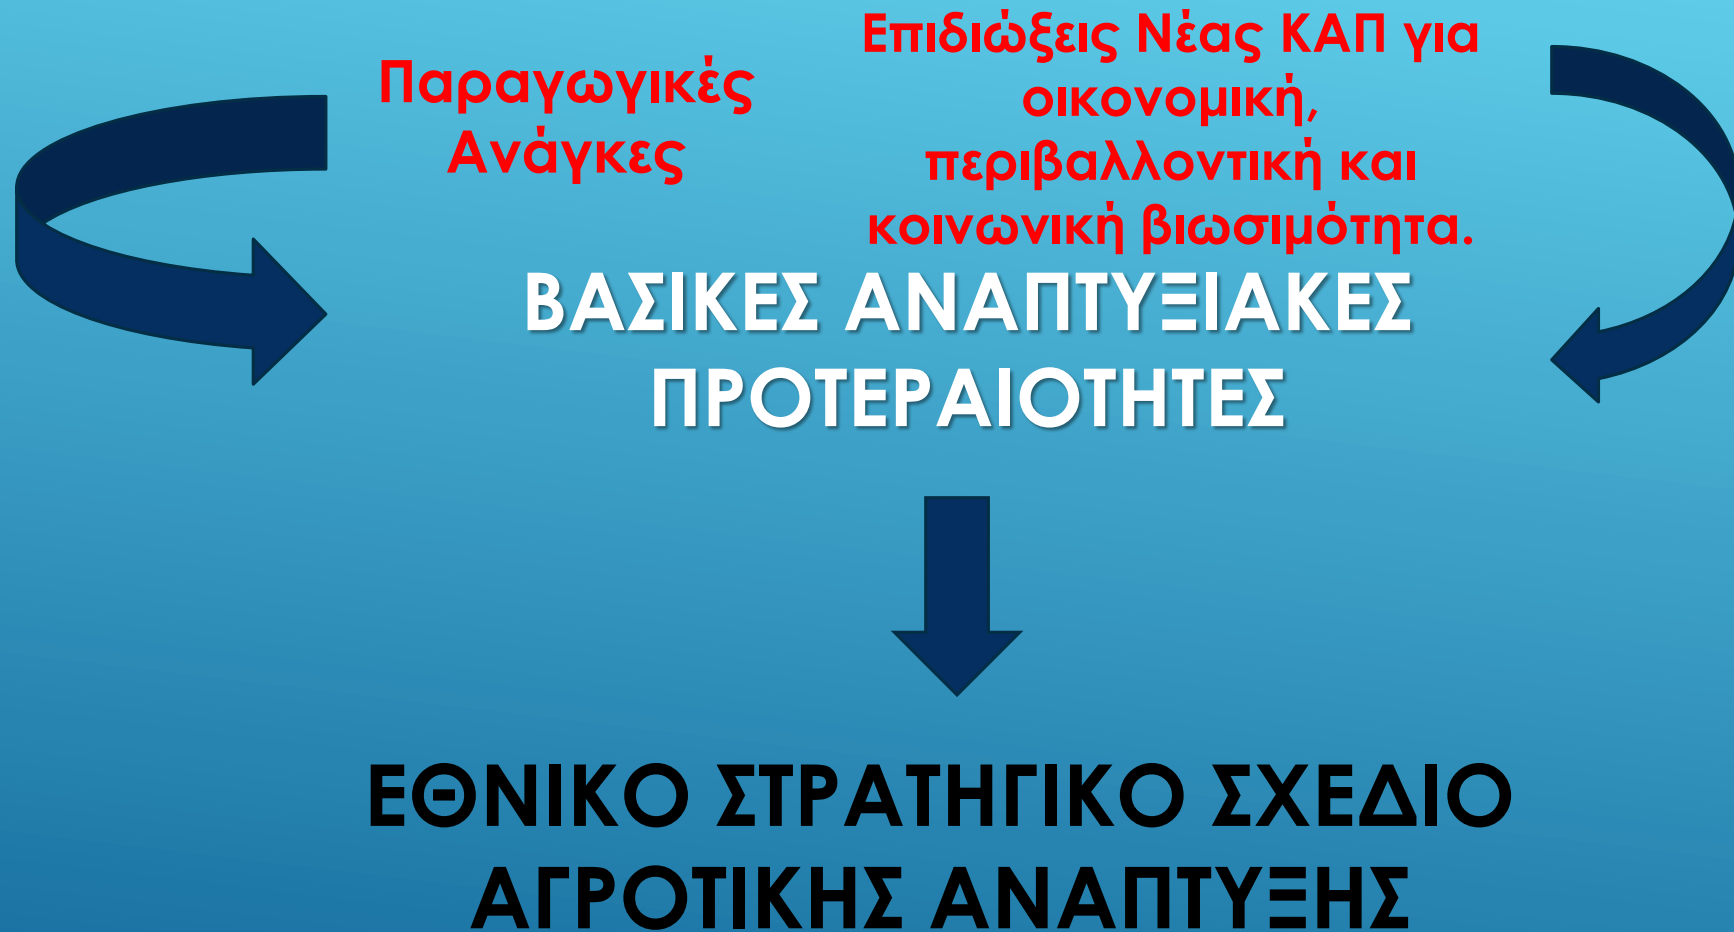 Παραγωγικές
Ανάγκες
Επιδιώξεις Νέας ΚΑΠ για
οικονομική,
περιβαλλοντική και
κοινωνική βιωσιμότητα.
ΒΑΣΙΚΕΣ ΑΝΑΠΤΥΞΙΑΚΕΣ
ΠΡΟΤΕΡΑΙΟΤΗΤΕΣ
ΕΘΝΙΚΟ ΣΤΡΑΤΗΓΙΚΟ ΣΧΕΔΙΟ
ΑΓΡΟΤΙΚΗΣ ΑΝΑΠΤΥΞΗΣ